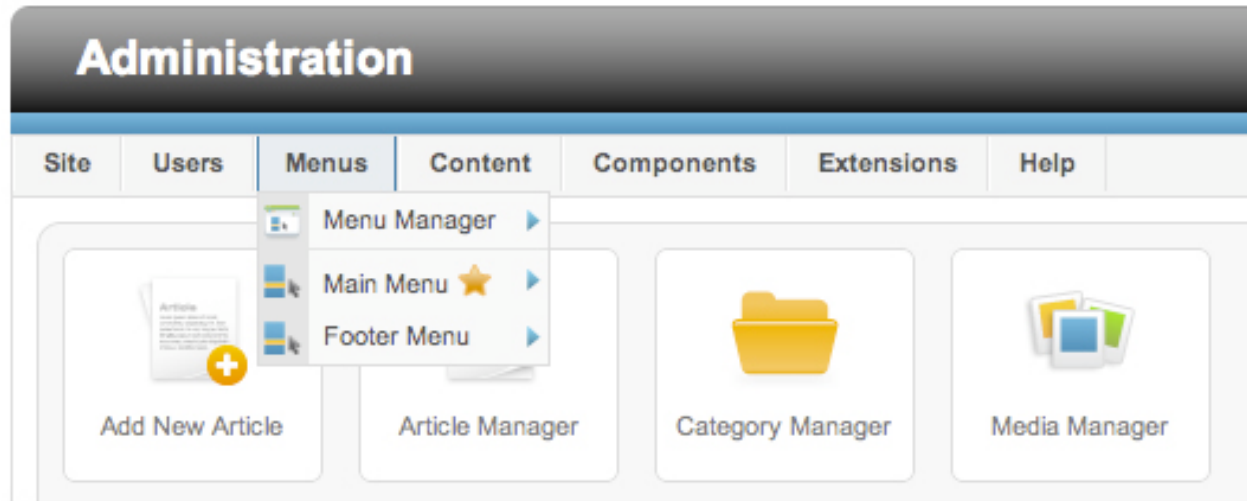 Administration
Site Users Menus Content Components Extensions Help
Menu Manager
Main Menu
Footer Menu
Article
Add New Article Article Manager Category Manager Media Manager